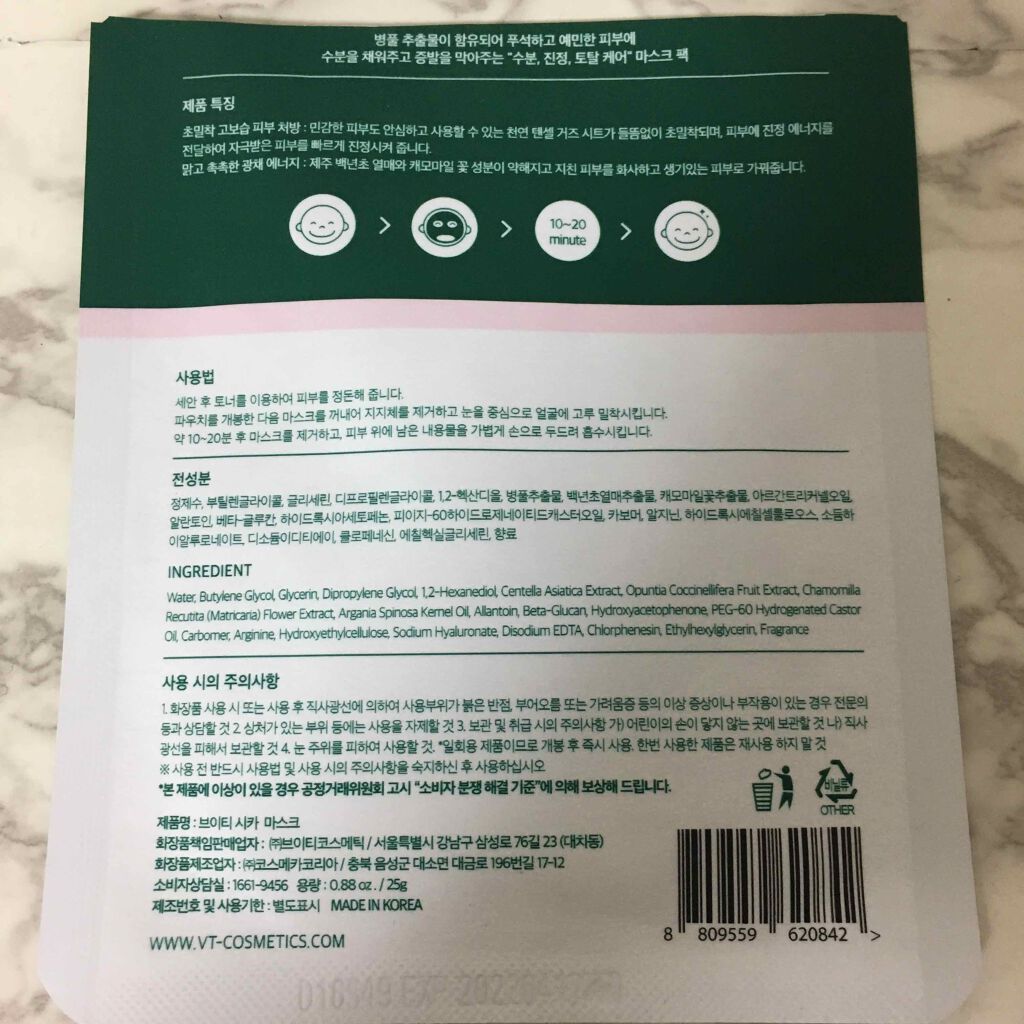 병풀 추출물이 함유되어 푸석하고 예민한 피부에
수분을 채워주고 증발을 막아주는 "수분, 진정, 토탈 케어" 마스크 팩
제품 특징
초밀착 고보습 피부 처방 : 민감한 피부도 안심하고 사용할 수 있는 천연 텐셀 거즈 시트가 들뜸없이 초밀착되며, 피부에 진정 에너지를
전달하여 자극받은 피부를 빠르게 진정시켜 줍니다.
맑고 촉촉한 광채 에너지 : 제주 백년초 열매와 캐모마일 꽃 성분이 약해지고 지친 피부를 화사하고 생기있는 피부로 가꿔줍니다.
10~20
minute
사용법
세안 후 토너를 이용하여 피부를 정돈해 줍니다.
파우치를 개봉한 다음 마스크를 꺼내어 지지체를 제거하고 눈을 중심으로 얼굴에 고루 밀착시킵니다.
약 10~20분 후 마스크를 제거하고, 피부 위에 남은 내용물을 가볍게 손으로 두드려 흡수시킵니다.
전성분
정제수, 부틸렌글라이콜, 글리세린, 디프로필렌글라이콜, 1,2-헥산디올, 병풀추출물, 백년초열매추출물, 캐모마일꽃추출물, 아르간트리커넬오일,
알란토인, 베타-글루칸, 하이드록시아세토페논, 피이지-60하이드로제네이티드캐스터오일, 카보머, 알지닌, 하이드록시에칠셀룰로오스, 소듐하
이알루로네이트, 디소듐이디티에이, 클로페네신, 에칠헥실글리세린, 향료
INGREDIENT
Water, Butylene Glycol, Glycerin, Dipropylene Glycol, 1,2-Hexanediol, Centella Asiatica Extract, Opuntia Coccinellifera Fruit Extract, Chamomilla
Recutita (Matricaria) Flower Extract, Argania Spinosa Kernel Oil, Allantoin, Beta-Glucan, Hydroxyacetophenone, PEG-60 Hydrogenated Castor
Oil, Carbomer, Arginine, Hydroxyethylcellulose, Sodium Hyaluronate, Disodium EDTA, Chlorphenesin, Ethylhexylglycerin, Fragrance
사용 시의 주의사항
1. 화장품 사용 시 또는 사용 후 직사광선에 의하여 사용부위가 붉은 반점, 부어오름 또는 가려움증 등의 이상 증상이나 부작용이 있는 경우 전문의
등과 상담할 것 2. 상처가 있는 부위 등에는 사용을 자제할 것 3. 보관 및 취급 시의 주의사항 가) 어린이의 손이 닿지 않는 곳에 보관할 것 나) 직사
광선을 피해서 보관할 것 4. 눈 주위를 피하여 사용할 것. *일회용 제품이므로 개봉 후 즉시 사용. 한번 사용한 제품은 재사용 하지 말 것
※ 사용 전 반드시 사용법 및 사용 시의 주의사항을 숙지하신 후 사용하십시오
*본 제품에 이상이 있을 경우 공정거래위원회 고시 "소비자 분쟁 해결 기준"에 의해 보상해 드립니다.
비닐류
OTHER
제품명 : 브이티 시카 마스크
화장품책임판매업자 : ㈜브이티코스메틱 / 서울특별시 강남구 삼성로 76길 23 (대치동)
화장품제조업자 : ㈜코스메카코리아 / 충북 음성군 대소면 대금로 196번길 17-12
소비자상담실 : 1661-9456 용량 : 0.88 oz. / 25g
제조번호 및 사용기한 : 별도표시 MADE IN KOREA
8 809559 620842 >
WWW.VT-COSMETICS.COM
EXP